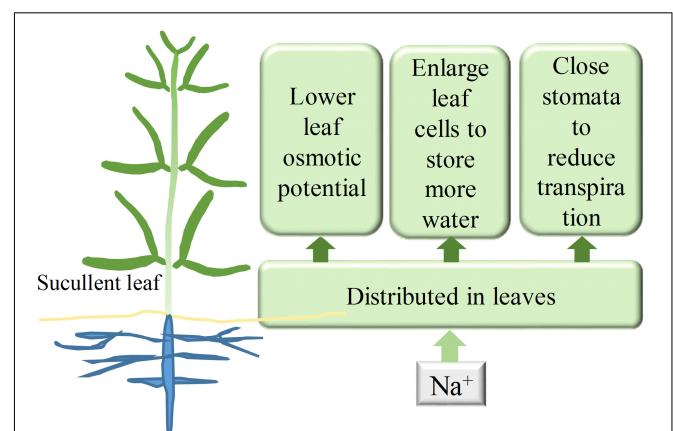 Lower
leaf
osmotic
potential
Enlarge
leaf
cells to
store
more
water
Close
stomata
to
reduce
transpira
tion
Sucullent leaf
Distributed in leaves
Na⁺